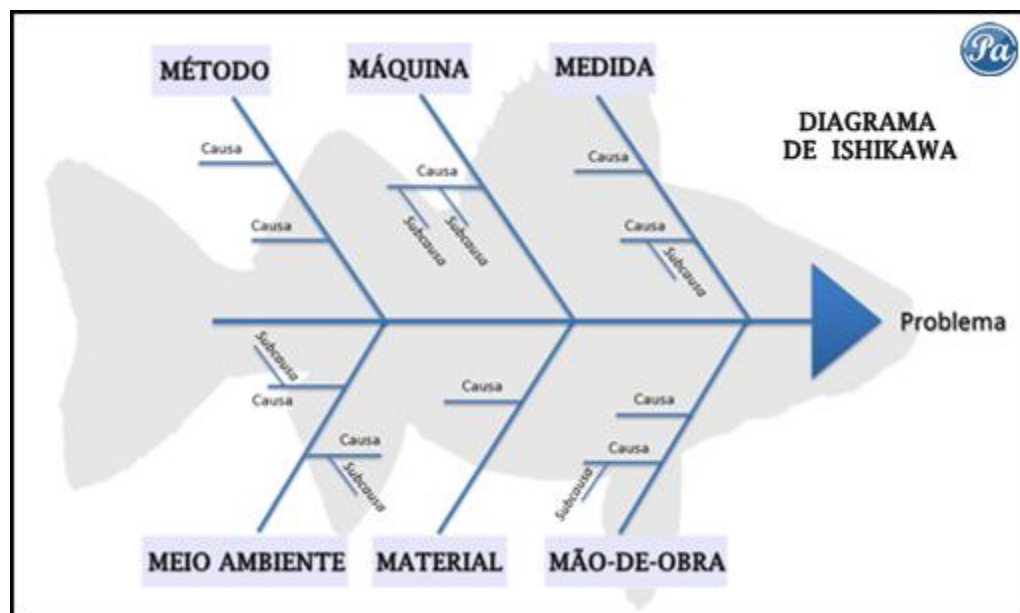 Pa
MÉTODO
MÁQUINA
MEDIDA
DIAGRAMA
DE ISHIKAWA
Causa
Causa
Causa
Subcausa
Subcausa
Causa
Causa
Subcausa
Problema
Subcausa
Causa
Causa
Subcausa
Causa
Causa
Causa
Subcausa
MEIO AMBIENTE
MATERIAL
MÃO-DE-OBRA